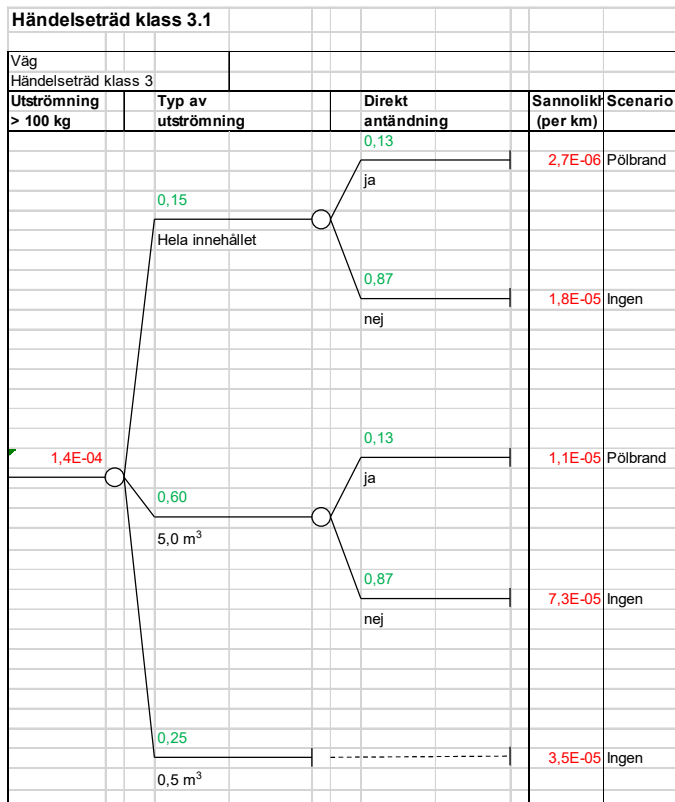 Händelseträd klass 3.1
Väg
Händelseträd klass 3
Utströmning Typ av Direkt Sannolikh Scenario
> 100 kg utströmning antändning (per km)
0,13
2,7E-06 Pölbrand
ja
0,15
Hela innehållet
0,87
1,8E-05 Ingen
nej
0,13
1,4E-04 1,1E-05 Pölbrand
ja
0,60
5,0 m³
0,87
7,3E-05 Ingen
nej
0,25
3,5E-05 Ingen
0,5 m³